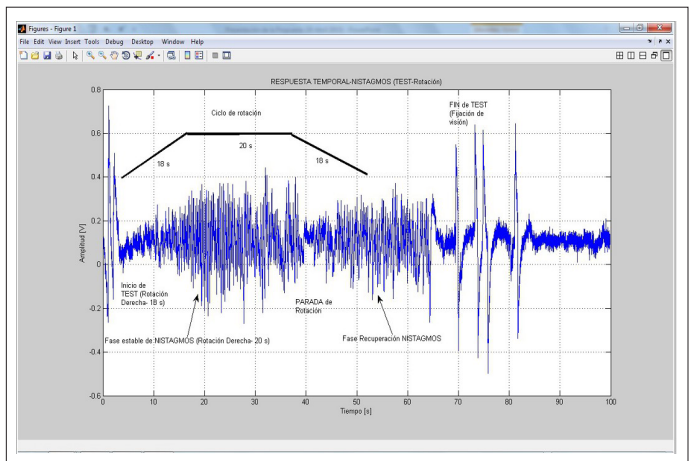 Figures - Figure 1
File Edit View Insert Tools Debug Desktop Window Help
RESPUESTA TEMPORAL-NISTAGMOS (TEST-Rotación)
0.8
0.6
0.4
0.2
0
-0.2
-0.4
-0.6
Amplitud [V]
Ciclo de rotación
18 s
20 s
18 s
FIN de TEST
(Fijación de
visión)
Inicio de
TEST (Rotación
Derecha- 18 s)
PARADA de
Rotación
Fase estable de NISTAGMOS (Rotación Derecha- 20 s)
Fase Recuperación NISTAGMOS
0 10 20 30 40 50 60 70 80 90 100
Tiempo [s]